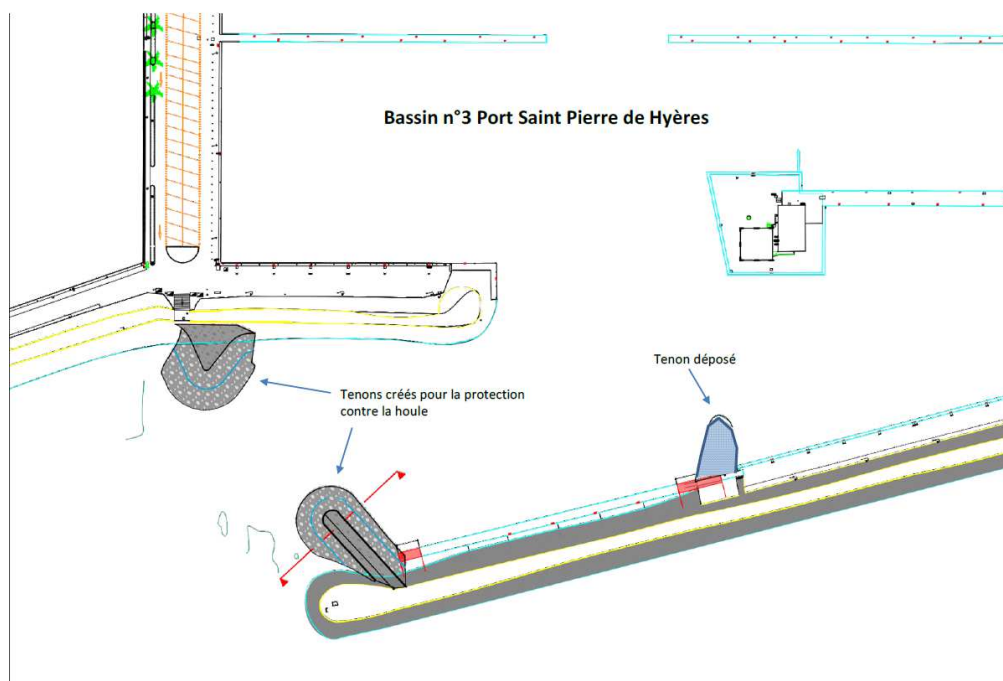 Bassin n°3 Port Saint Pierre de Hyères
Tenon déposé
Tenons créés pour la protection
contre la houle